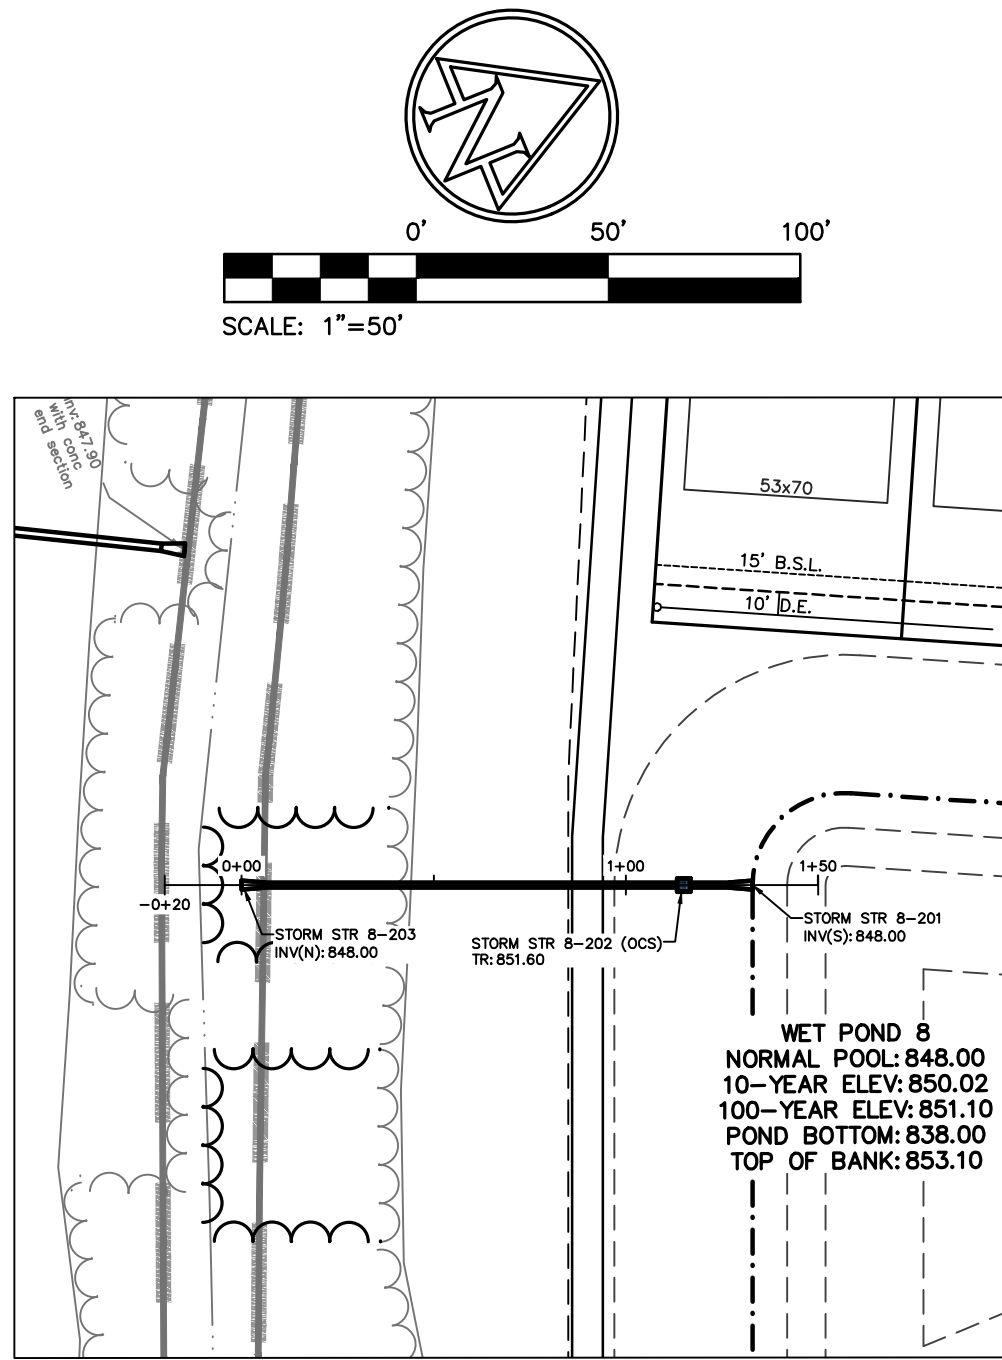 N
0' 50' 100'
SCALE: 1"=50'
Inv: 847.90
with conc
end section
53x70
15' B.S.L.
10' D.E.
0+00 1+00 1+50
-0+20
STORM STR 8-203
INV(N): 848.00
STORM STR 8-202 (OCS)
TR: 851.60
STORM STR 8-201
INV(S): 848.00
WET POND 8
NORMAL POOL: 848.00
10-YEAR ELEV: 850.02
100-YEAR ELEV: 851.10
POND BOTTOM: 838.00
TOP OF BANK: 853.10